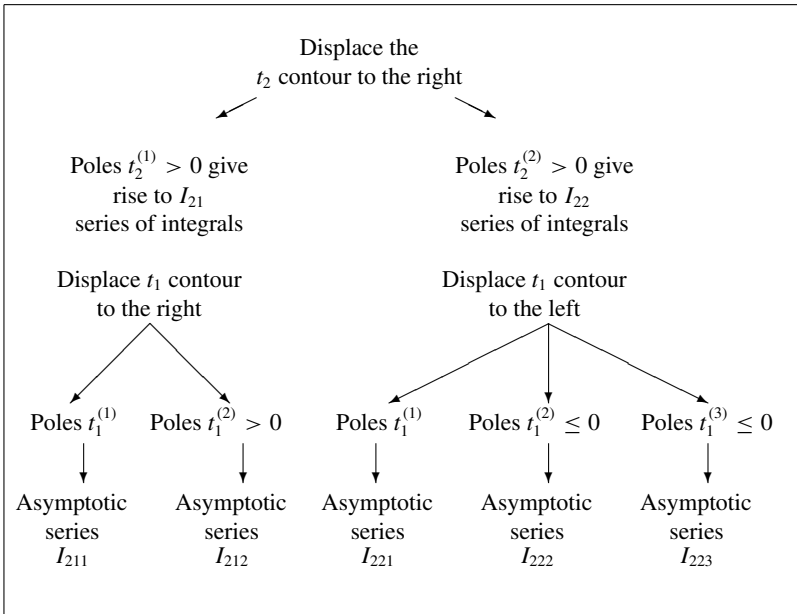 Displace the
t₂ contour to the right
Poles t₂⁽¹⁾ > 0 give
rise to I₂₁
series of integrals
Poles t₂⁽²⁾ > 0 give
rise to I₂₂
series of integrals
Displace t₁ contour
to the right
Displace t₁ contour
to the left
Poles t₁⁽¹⁾
Poles t₁⁽²⁾ > 0
Poles t₁⁽¹⁾
Poles t₁⁽²⁾ ≤ 0
Poles t₁⁽³⁾ ≤ 0
Asymptotic
series
I₂₁₁
Asymptotic
series
I₂₁₂
Asymptotic
series
I₂₂₁
Asymptotic
series
I₂₂₂
Asymptotic
series
I₂₂₃